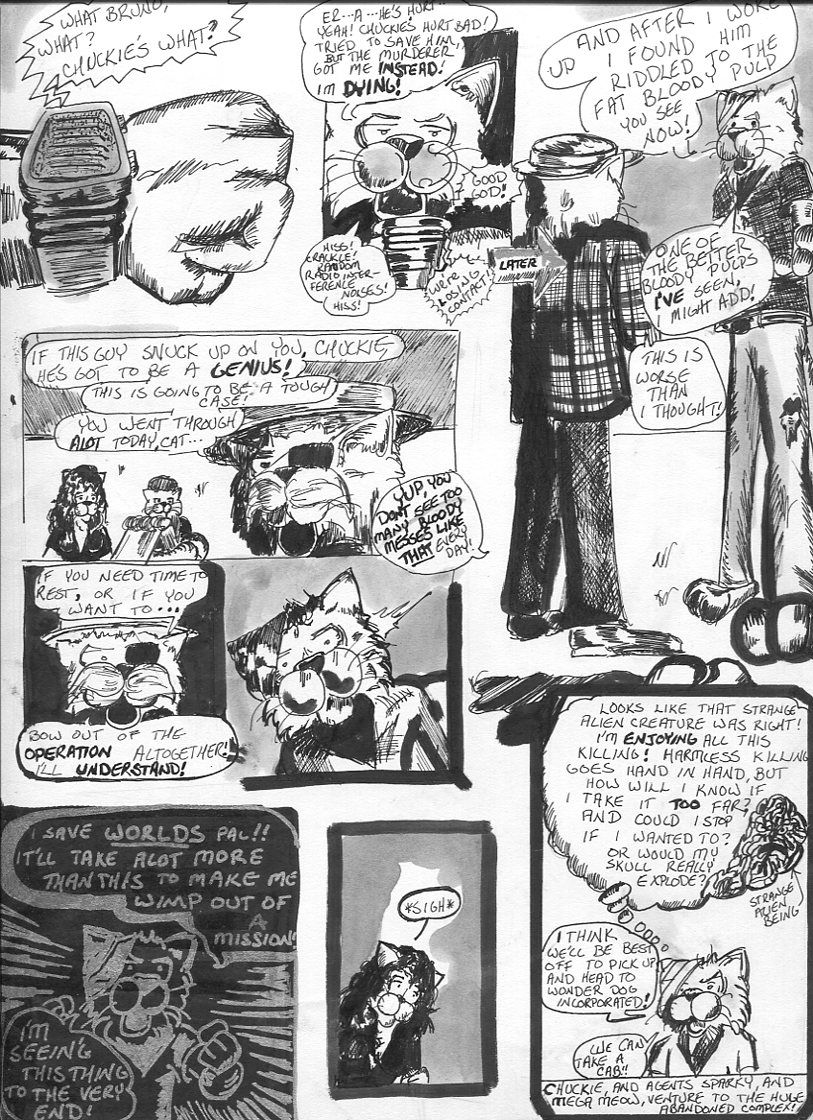 WHAT BRUNO,
WHAT?
CHUCKIE'S WHAT?
ER...A...HE'S HURT..
YEAH! CHUCKIE'S HURT BAD!
TRIED TO SAVE HIM,
BUT THE MURDERER
GOT ME INSTEAD!
I'M DYING!
GOOD
GOD!
HISS!
CRACKLE!
RANDOM
RADIO INTER-
FERENCE
NOISES!
HISS!
WE'RE
LOSING
CONTACT!
LATER
AND AFTER I WOKE
UP I FOUND HIM
RIDDLED TO THE
FAT BLOODY PULP
YOU SEE
NOW!
ONE OF
THE BETTER
BLOODY PULPS
I'VE SEEN,
I MIGHT ADD!
THIS IS
WORSE
THAN
I THOUGHT!
IF THIS GUY SNUCK UP ON YOU, CHUCKIE,
HE'S GOT TO BE A GENIUS!
THIS IS GOING TO BE A TOUGH
CASE!
YOU WENT THROUGH
ALOT TODAY, CAT...
YUP, YOU
DON'T SEE TOO
MANY BLOODY
MESSES LIKE
THAT EVERY
DAY!
IF YOU NEED TIME TO
REST, OR IF YOU
WANT TO...
BOW OUT OF THE
OPERATION ALTOGETHER!
I'LL UNDERSTAND!
I SAVE WORLDS PAL!!
IT'LL TAKE ALOT MORE
THAN THIS TO MAKE ME
WIMP OUT OF
A
MISSION!
I'M
SEEING
THIS THING
TO THE VERY
END!
*SIGH*
LOOKS LIKE THAT STRANGE
ALIEN CREATURE WAS RIGHT!
I'M ENJOYING ALL THIS
KILLING! HARMLESS KILLING
GOES HAND IN HAND, BUT
HOW WILL I KNOW IF
I TAKE IT TOO FAR?
AND COULD I STOP
IF I WANTED TO?
OR WOULD MY
SKULL REALLY
EXPLODE?
STRANGE
ALIEN
BEING
I THINK
WE'LL BE BEST
OFF TO PICK UP
AND HEAD TO
WONDER DOG
INCORPORATED!
WE CAN
TAKE A
CAB!!
CHUCKIE, AND AGENTS SPARKY, AND
MEGA MEOW, VENTURE TO THE HUGE
ABANDONED COMPLEX!